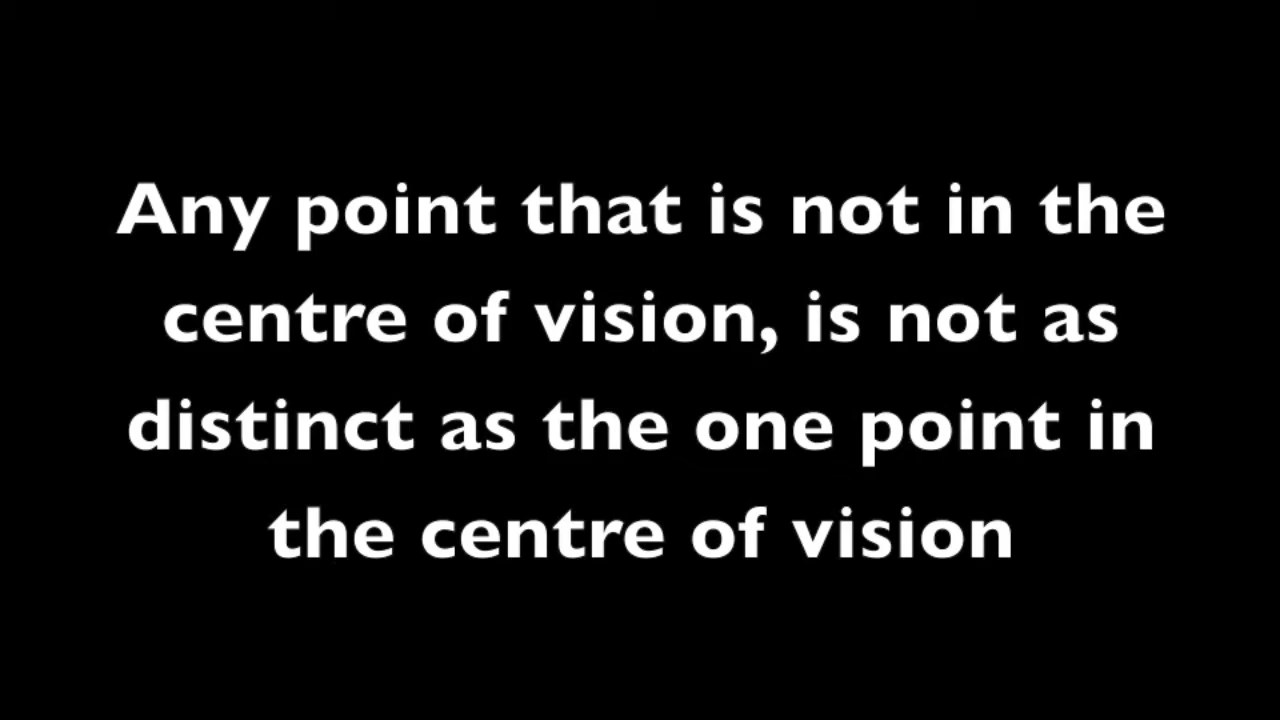 Any point that is not in the
centre of vision, is not as
distinct as the one point in
the centre of vision